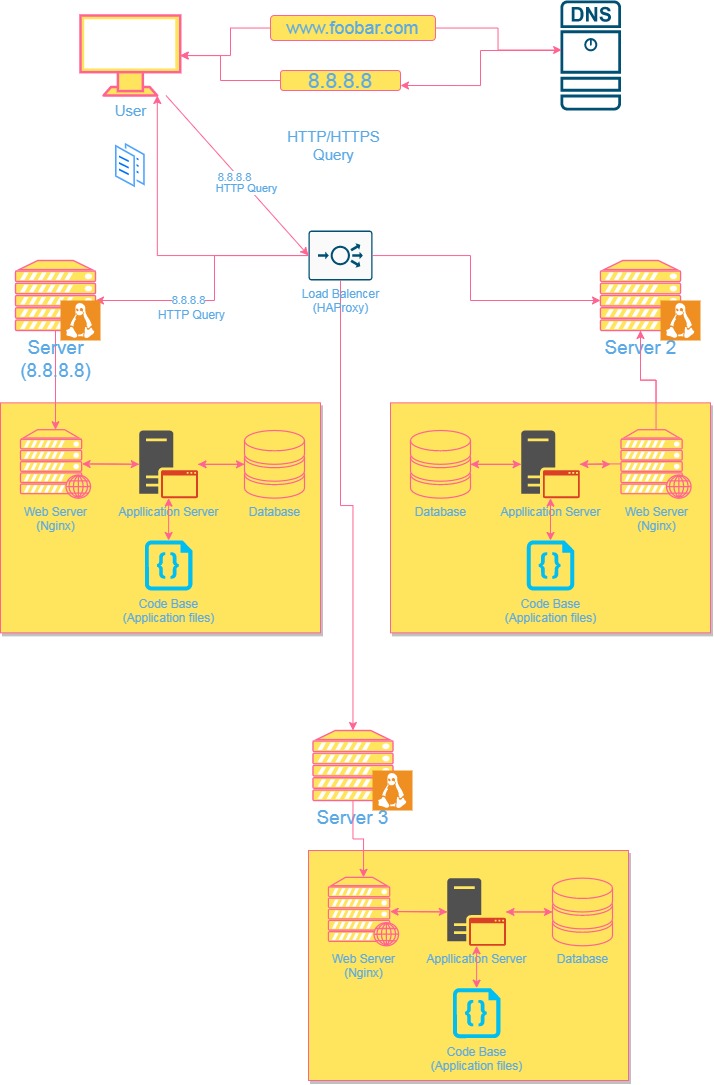 www.foobar.com
DNS
8.8.8.8
User
HTTP/HTTPS
Query
8.8.8.8
HTTP Query
Load Balencer
(HAProxy)
8.8.8.8
HTTP Query
Server
(8.8.8.8)
Server 2
Web Server
(Nginx)
Appllication Server
Database
{}
Code Base
(Application files)
Database
Appllication Server
Web Server
(Nginx)
{}
Code Base
(Application files)
Server 3
Web Server
(Nginx)
Appllication Server
Database
{}
Code Base
(Application files)